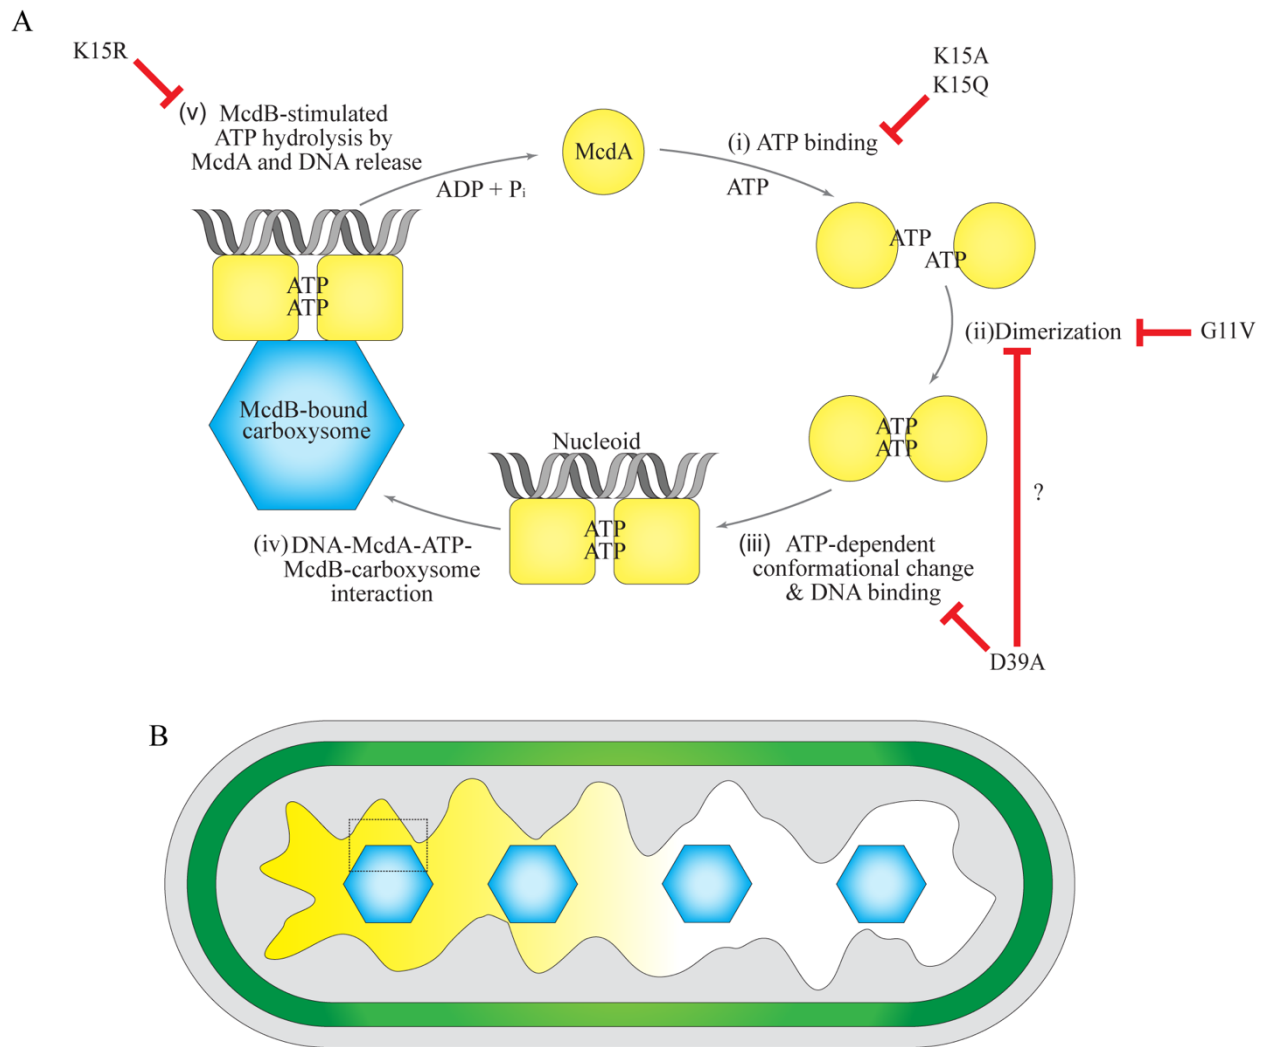 A
K15R
(v) McdB-stimulated
ATP hydrolysis by
McdA and DNA release
ADP + Pi
McdA
K15A
K15Q
(i) ATP binding
ATP
ATP
ATP
(ii)Dimerization
G11V
ATP
ATP
?
(iii) ATP-dependent
conformational change
& DNA binding
D39A
Nucleoid
ATP
ATP
(iv) DNA-McdA-ATP-
McdB-carboxysome
interaction
ATP
ATP
McdB-bound
carboxysome
B